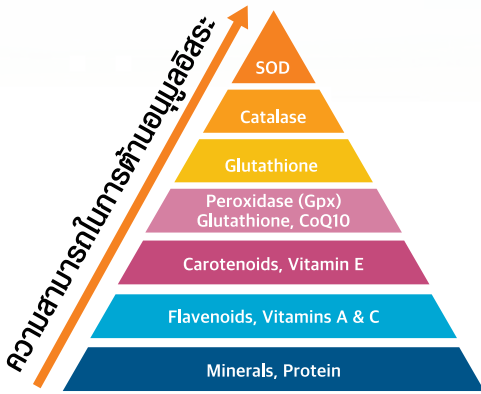 ความสามารถในการต้านอนุมูลอิสระ
SOD
Catalase
Glutathione
Peroxidase (Gpx)
Glutathione, CoQ10
Carotenoids, Vitamin E
Flavenoids, Vitamins A & C
Minerals, Protein